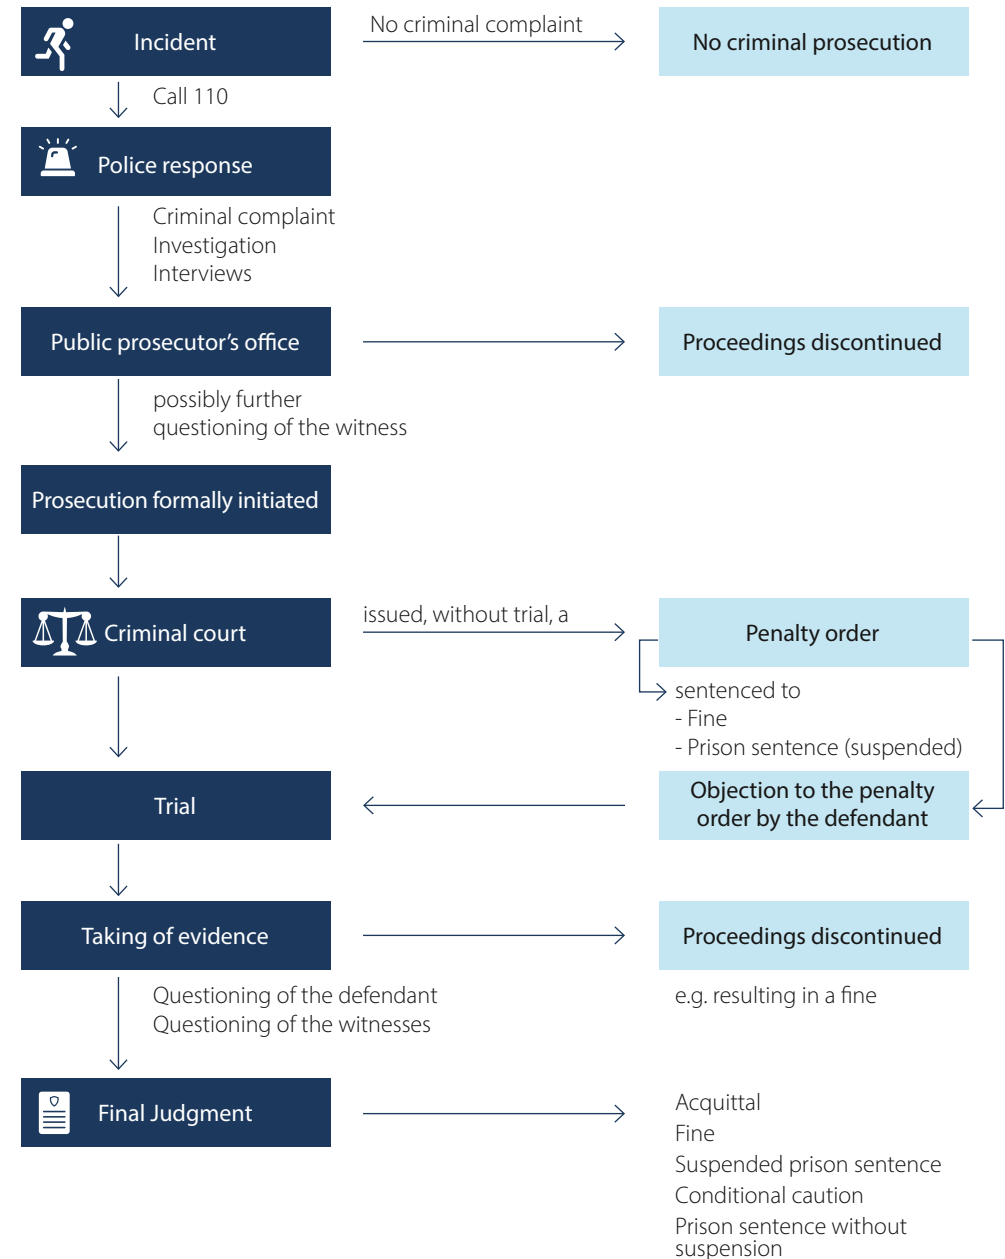 Incident
No criminal complaint
No criminal prosecution
Call 110
Police response
Criminal complaint
Investigation
Interviews
Public prosecutor’s office
Proceedings discontinued
possibly further
questioning of the witness
Prosecution formally initiated
Criminal court
issued, without trial, a
Penalty order
sentenced to
- Fine
- Prison sentence (suspended)
Trial
Objection to the penalty
order by the defendant
Taking of evidence
Proceedings discontinued
Questioning of the defendant
Questioning of the witnesses
e.g. resulting in a fine
Final Judgment
Acquittal
Fine
Suspended prison sentence
Conditional caution
Prison sentence without
suspension